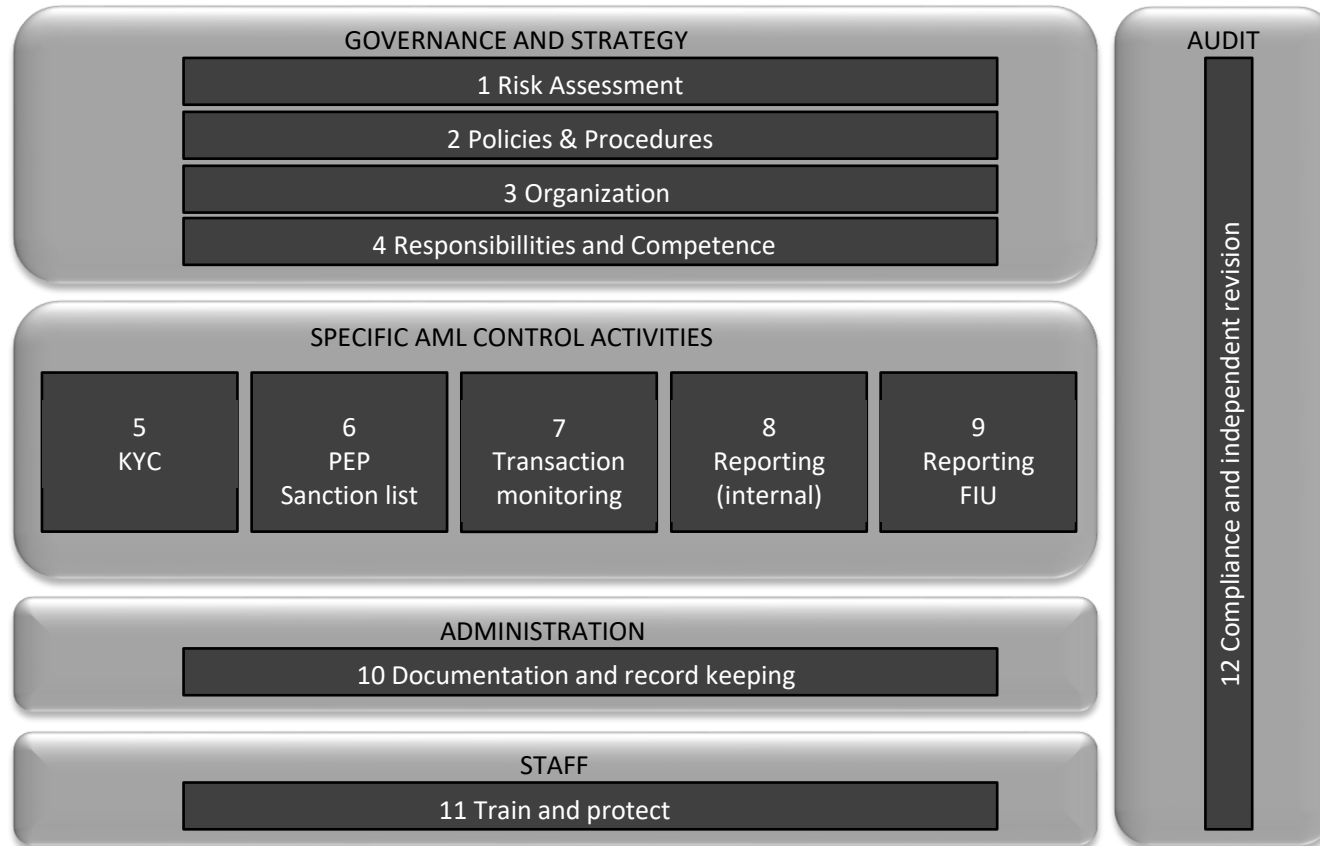 GOVERNANCE AND STRATEGY
1 Risk Assessment
2 Policies & Procedures
3 Organization
4 Responsibillities and Competence
SPECIFIC AML CONTROL ACTIVITIES
5
KYC
6
PEP
Sanction list
7
Transaction
monitoring
8
Reporting
(internal)
9
Reporting
FIU
ADMINISTRATION
10 Documentation and record keeping
STAFF
11 Train and protect
AUDIT
12 Compliance and independent revision